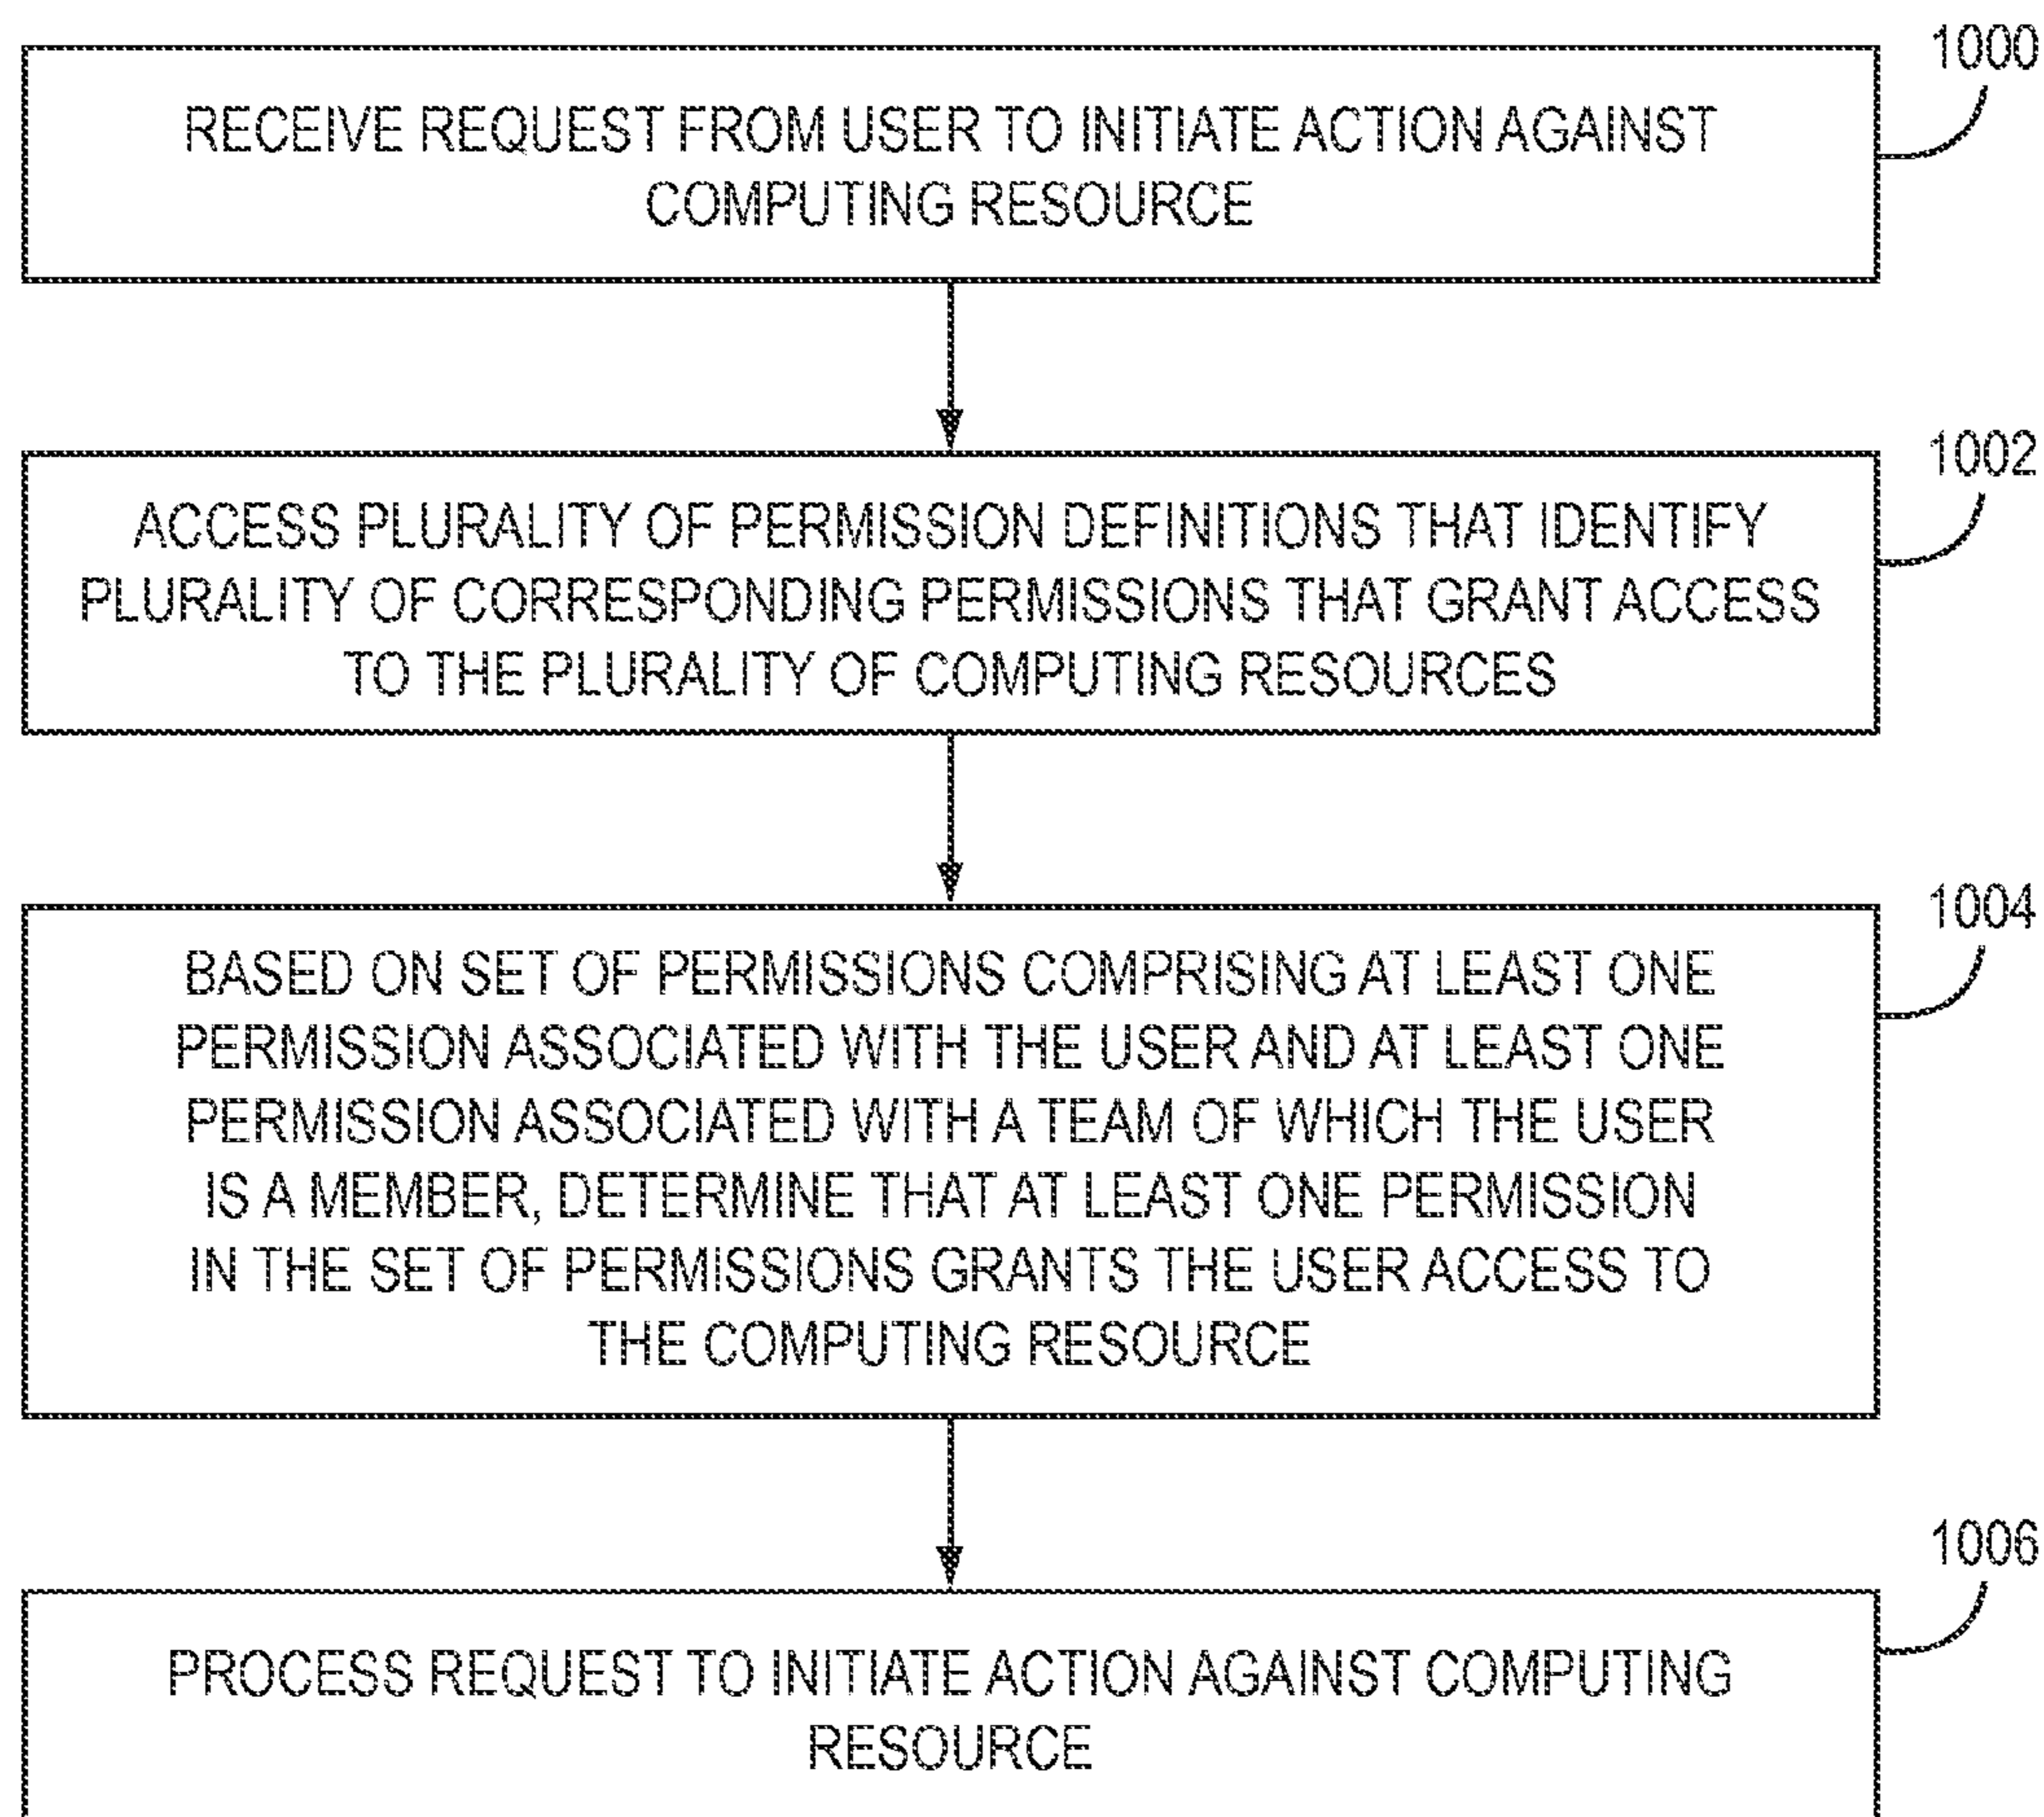 1000
RECEIVE REQUEST FROM USER TO INITIATE ACTION AGAINST
COMPUTING RESOURCE
1002
ACCESS PLURALITY OF PERMISSION DEFINITIONS THAT IDENTIFY
PLURALITY OF CORRESPONDING PERMISSIONS THAT GRANT ACCESS
TO THE PLURALITY OF COMPUTING RESOURCES
1004
BASED ON SET OF PERMISSIONS COMPRISING AT LEAST ONE
PERMISSION ASSOCIATED WITH THE USER AND AT LEAST ONE
PERMISSION ASSOCIATED WITH A TEAM OF WHICH THE USER
IS A MEMBER, DETERMINE THAT AT LEAST ONE PERMISSION
IN THE SET OF PERMISSIONS GRANTS THE USER ACCESS TO
THE COMPUTING RESOURCE
1006
PROCESS REQUEST TO INITIATE ACTION AGAINST COMPUTING
RESOURCE